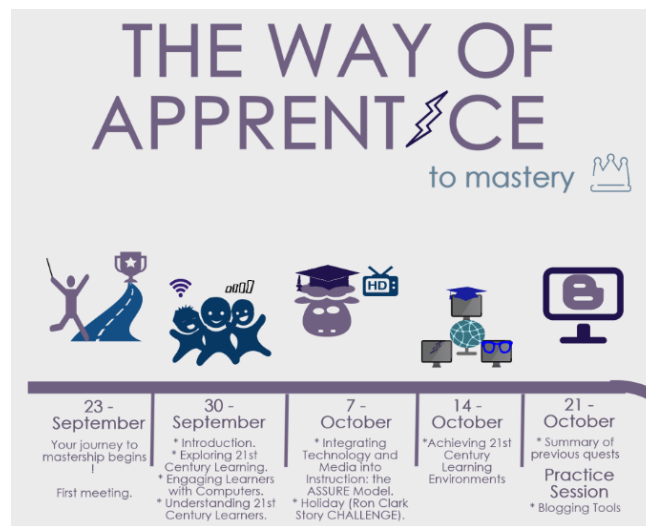 THE WAY OF
APPRENTICE
to mastery
HD
23 -
September
Your journey to
mastership begins
!
First meeting.
30 -
September
* Introduction.
* Exploring 21st
Century Learning.
* Engaging Learners
with Computers.
* Understanding 21st
Century Learners.
7 -
October
* Integrating
Technology and
Media into
Instruction: the
ASSURE Model.
* Holiday (Ron Clark
Story CHALLENGE).
14 -
October
*Achieving 21st
Century
Learning
Environments
21 -
October
* Summary of
previous quests
Practice
Session
* Blogging Tools